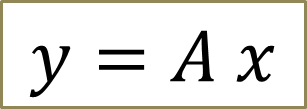 y = A x